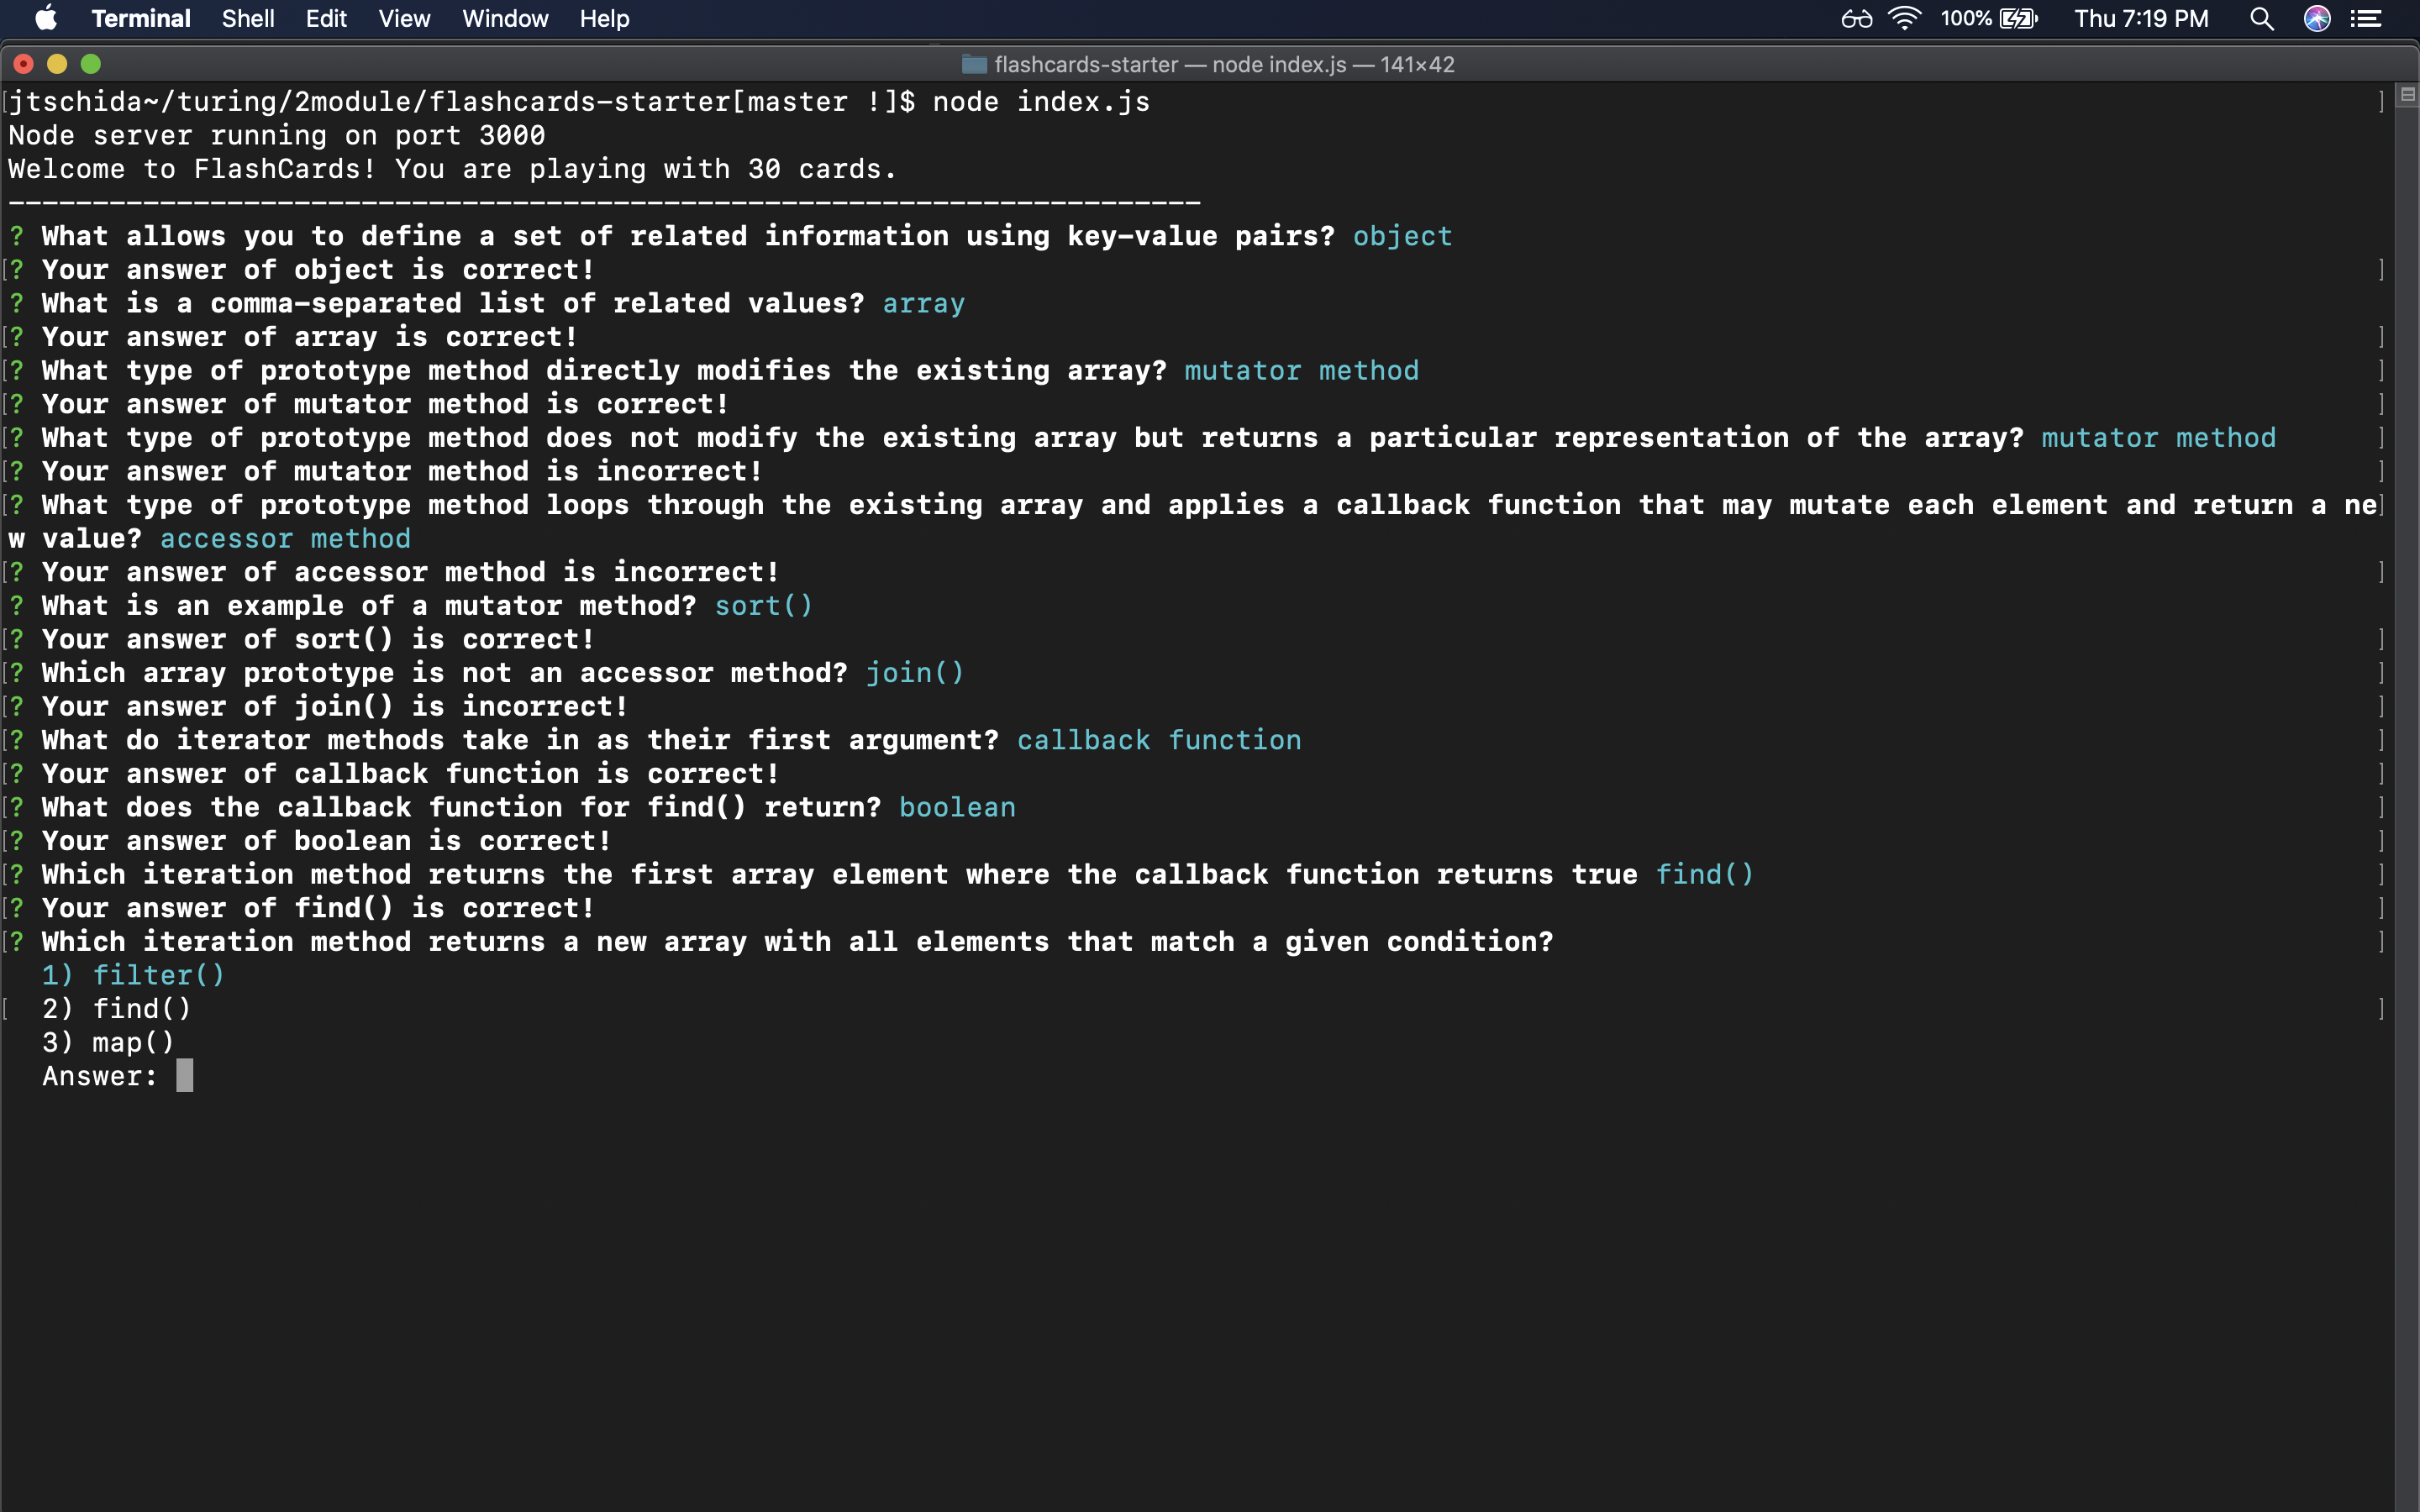 Terminal Shell Edit View Window Help 100% Thu 7:19 PM
flashcards-starter — node index.js — 141×42
[jtschida~/turing/2module/flashcards-starter[master !]$ node index.js ]
Node server running on port 3000
Welcome to FlashCards! You are playing with 30 cards.
-----------------------------------------------------------------------
? What allows you to define a set of related information using key-value pairs? object
[? Your answer of object is correct! ]
? What is a comma-separated list of related values? array
[? Your answer of array is correct! ]
[? What type of prototype method directly modifies the existing array? mutator method ]
[? Your answer of mutator method is correct! ]
[? What type of prototype method does not modify the existing array but returns a particular representation of the array? mutator method ]
[? Your answer of mutator method is incorrect! ]
[? What type of prototype method loops through the existing array and applies a callback function that may mutate each element and return a ne]
w value? accessor method
[? Your answer of accessor method is incorrect! ]
? What is an example of a mutator method? sort()
[? Your answer of sort() is correct! ]
[? Which array prototype is not an accessor method? join() ]
[? Your answer of join() is incorrect! ]
[? What do iterator methods take in as their first argument? callback function ]
[? Your answer of callback function is correct! ]
[? What does the callback function for find() return? boolean ]
[? Your answer of boolean is correct! ]
[? Which iteration method returns the first array element where the callback function returns true find() ]
[? Your answer of find() is correct! ]
[? Which iteration method returns a new array with all elements that match a given condition? ]
1) filter()
[ 2) find() ]
3) map()
Answer: